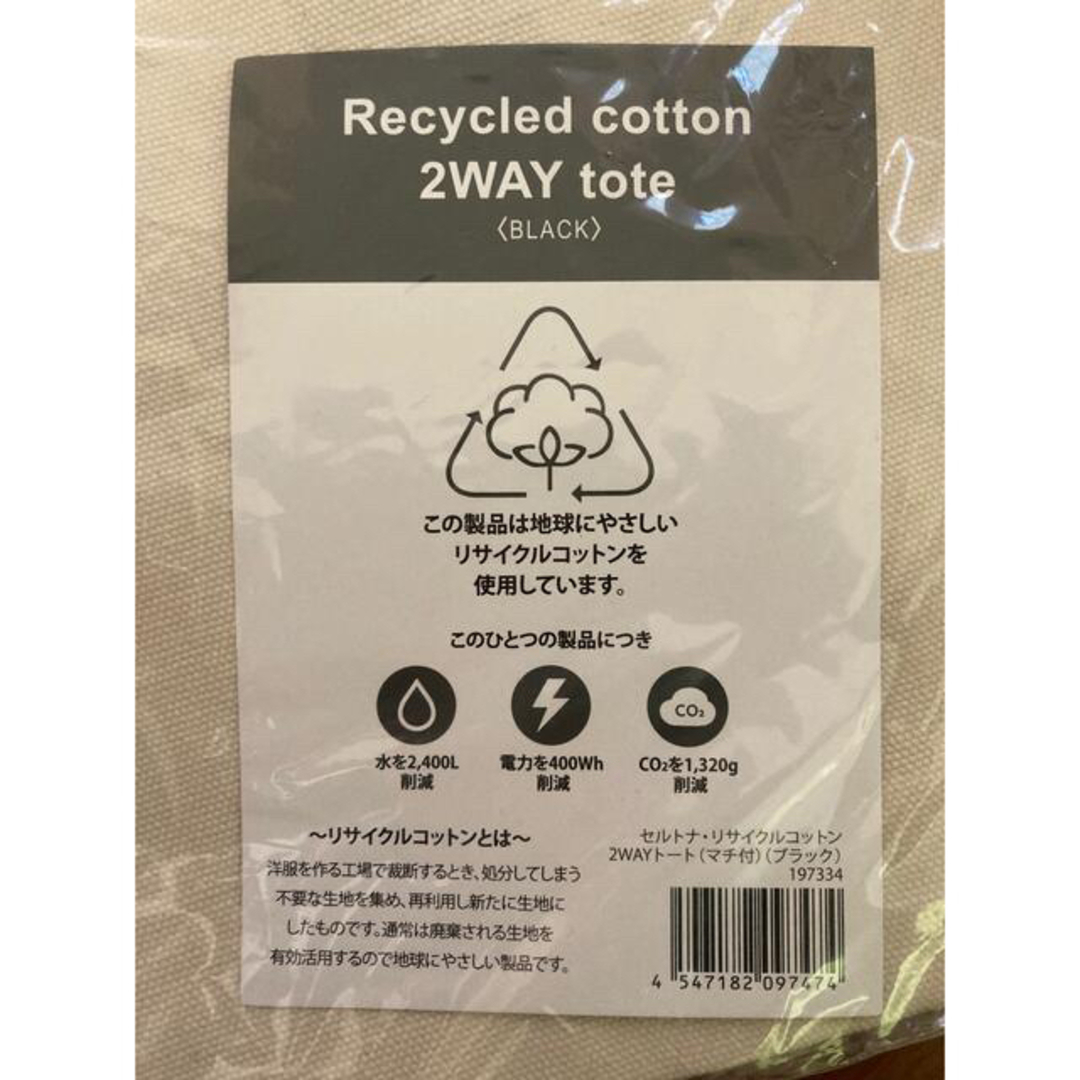 Recycled cotton
2WAY tote
〈BLACK〉
この製品は地球にやさしい
リサイクルコットンを
使用しています。
このひとつの製品につき
CO₂
水を2,400L
削減
電力を400Wh
削減
CO₂を1,320g
削減
～リサイクルコットンとは～
洋服を作る工場で裁断するとき、処分してしまう
不要な生地を集め、再利用し新たに生地に
したものです。通常は廃棄される生地を
有効活用するので地球にやさしい製品です。
セルトナ・リサイクルコットン
2WAYトート（マチ付）（ブラック）
197334
4 547182 097474